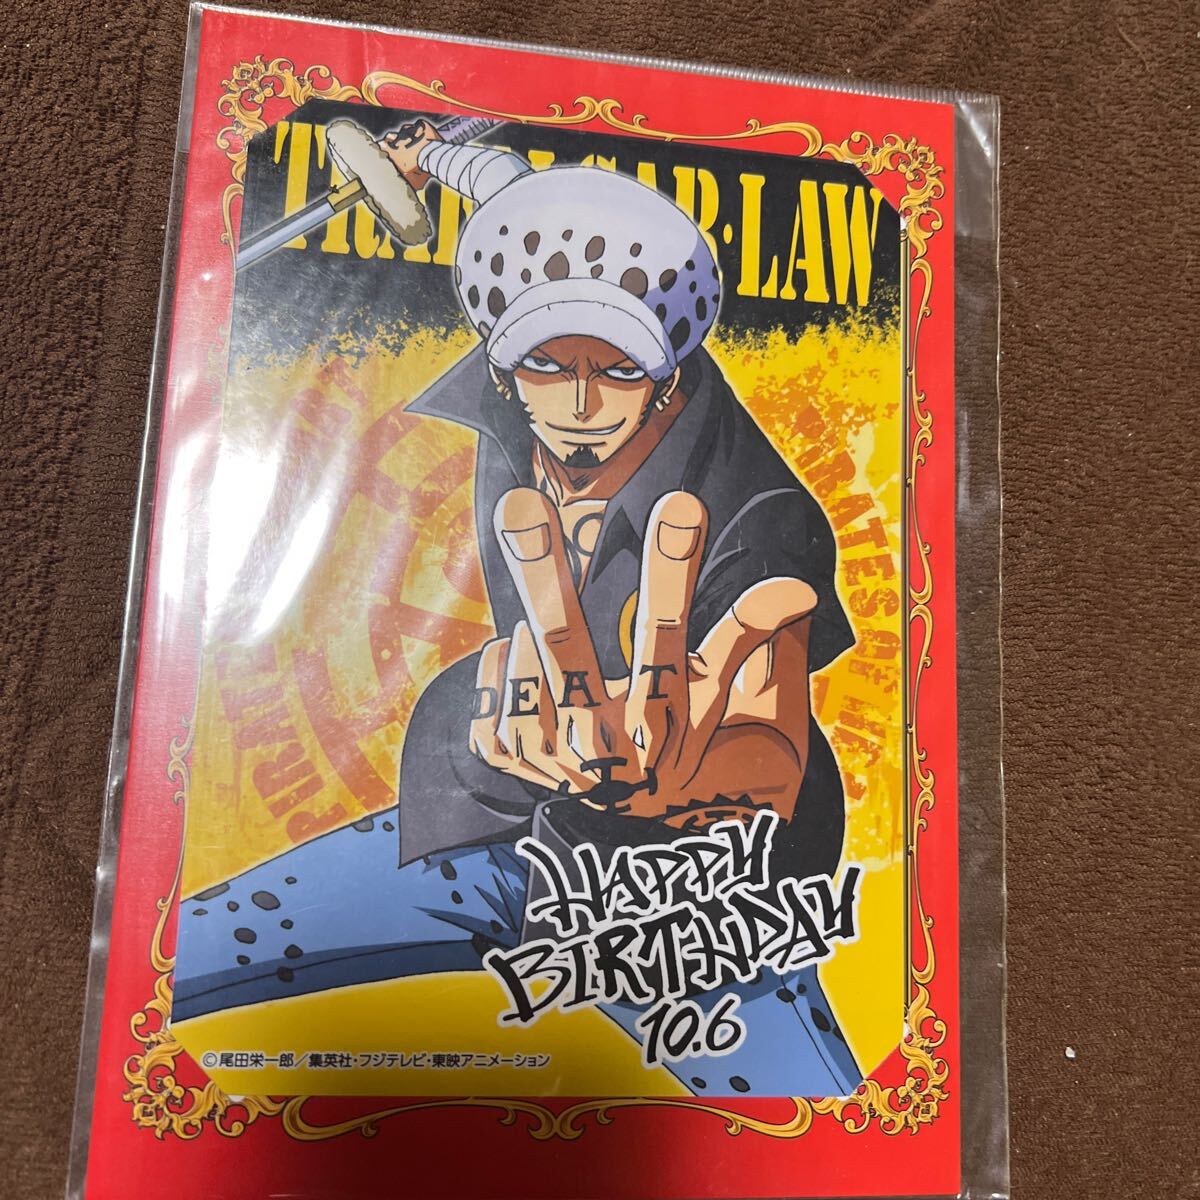 TRAFALGAR·LAW
PIRATES OF H
PIRATE
DEAT
H
HAPPY
BIRTHDAY
10.6
©尾田栄一郎／集英社・フジテレビ・東映アニメーション